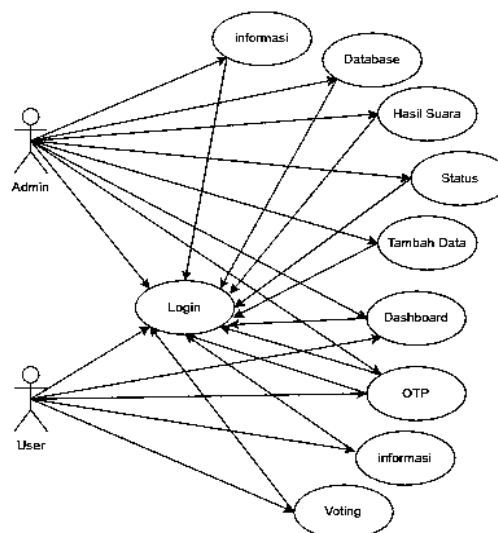 informasi
Database
Hasil Suara
Admin
Status
Tambah Data
Login
Dashboard
OTP
User
informasi
Voting